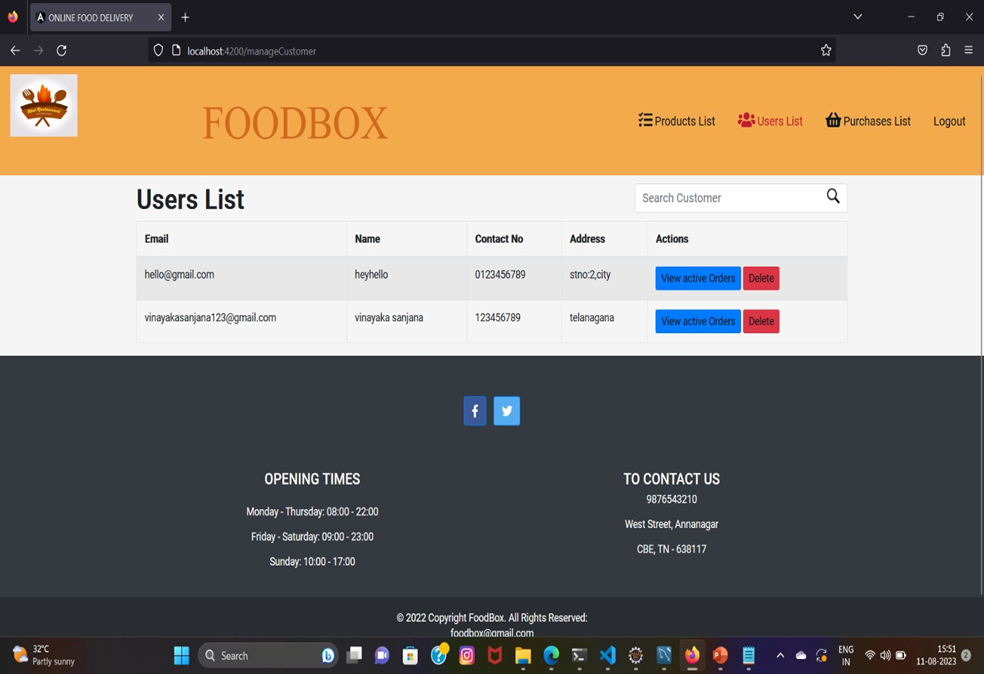 ONLINE FOOD DELIVERY
localhost:4200/manageCustomer
FOODBOX
Products List
Users List
Purchases List
Logout
Users List
Search Customer
Email Name Contact No Address Actions
hello@gmail.com heyhello 0123456789 stno:2,city View active Orders Delete
vinayakasanjana123@gmail.com vinayaka sanjana 123456789 telanagana View active Orders Delete
OPENING TIMES
Monday - Thursday: 08:00 - 22:00
Friday - Saturday: 09:00 - 23:00
Sunday: 10:00 - 17:00
TO CONTACT US
9876543210
West Street, Annanagar
CBE, TN - 638117
© 2022 Copyright FoodBox. All Rights Reserved:
foodbox@gmail.com
32°C
Partly sunny
Search
ENG
IN
15:51
11-08-2023
2